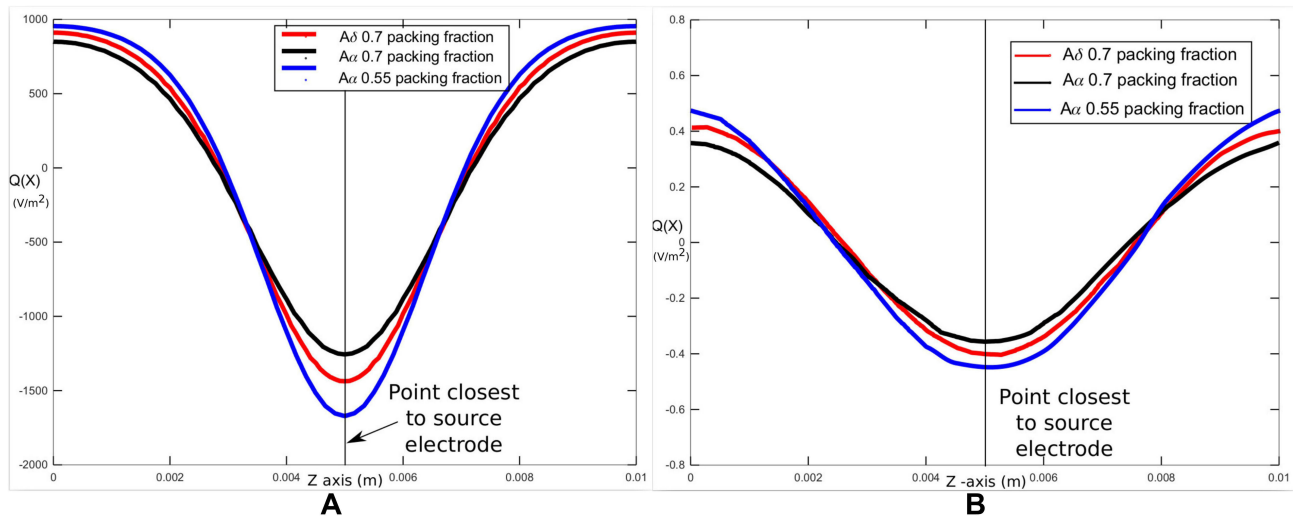 1000
500
0
-500
-1000
-1500
-2000
Q(X)
(V/m²)
Aδ 0.7 packing fraction
Aα 0.7 packing fraction
Aα 0.55 packing fraction
Point closest
to source
electrode
0
0.002
0.004
0.006
0.008
0.01
Z axis (m)
A
0.8
0.6
0.4
0.2
0
-0.2
-0.4
-0.6
-0.8
Q(X)
(V/m²)
Aδ 0.7 packing fraction
Aα 0.7 packing fraction
Aα 0.55 packing fraction
Point closest
to source
electrode
0
0.002
0.004
0.006
0.008
0.01
Z -axis (m)
B